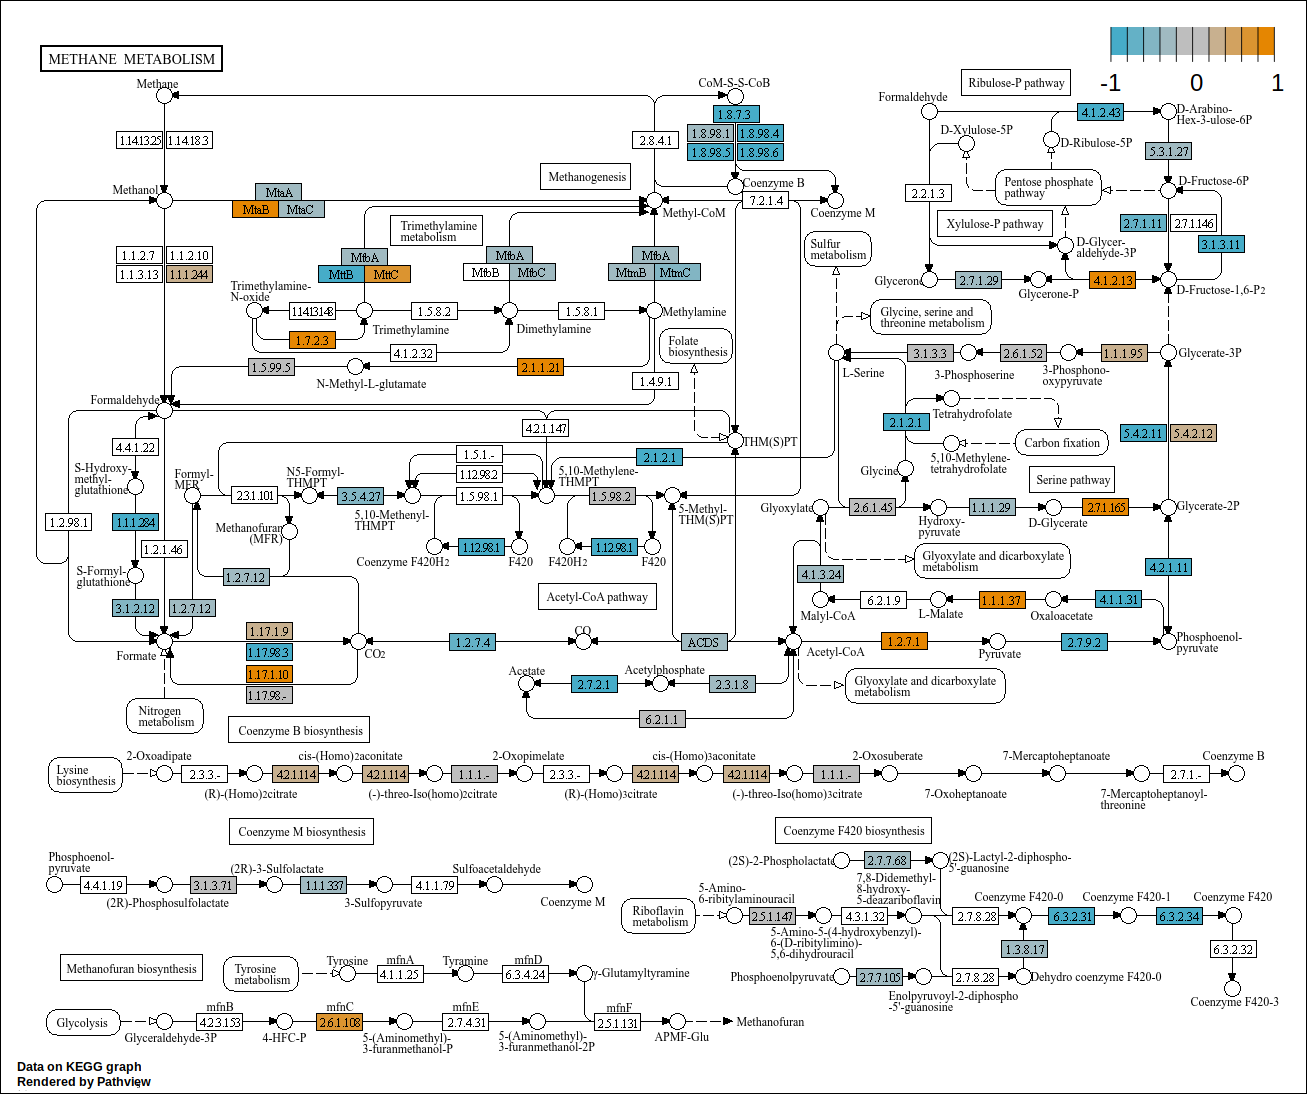 METHANE METABOLISM
-1 0 1
Methane
CoM-S-S-CoB
Ribulose-P pathway
Formaldehyde
D-Arabino-
Hex-3-ulose-6P
1.8.7.3
4.1.2.43
1.14.13.25 1.14.18.3
2.8.4.1
1.8.98.1 1.8.98.4
1.8.98.5 1.8.98.6
D-Xylulose-5P
D-Ribulose-5P
5.3.1.27
Methanogenesis
Methanol
MtaA
MtaB MtaC
Coenzyme B
7.2.1.4
Methyl-CoM
Coenzyme M
2.2.1.3
Pentose phosphate
pathway
D-Fructose-6P
Trimethylamine
metabolism
Xylulose-P pathway
2.7.1.11 2.7.1.146
3.1.3.11
1.1.2.7 1.1.2.10
1.1.3.13 1.1.1.244
MfbA
MttB MttC
MfbA
MfbB MfbC
MfbA
MtmB MtmC
Sulfur
metabolism
D-Glycer-
aldehyde-3P
Glycerone
2.7.1.29
Glycerone-P
4.1.2.13
D-Fructose-1,6-P2
Trimethylamine-
N-oxide
1.14.13.148
Trimethylamine
1.5.8.2
Dimethylamine
1.5.8.1
Methylamine
Glycine, serine and
threonine metabolism
1.7.2.3
4.1.2.32
Folate
biosynthesis
1.5.99.5
N-Methyl-L-glutamate
2.1.1.21
1.4.9.1
L-Serine
3.1.3.3
3-Phosphoserine
2.6.1.52
3-Phosphono-
oxypyruvate
1.1.1.95
Glycerate-3P
Formaldehyde
4.2.1.147
THM(S)PT
Tetrahydrofolate
2.1.2.1
Carbon fixation
5.4.2.11 5.4.2.12
4.4.1.22
1.5.1.-
2.1.2.1
5,10-Methylene-
tetrahydrofolate
S-Hydroxy-
methyl-
glutathione
Formyl-
MFR
N5-Formyl-
THMPT
1.12.98.2
5,10-Methylene-
THMPT
Glycine
Serine pathway
2.3.1.101
3.5.4.27
1.5.98.1
1.5.98.2
5-Methyl-
THM(S)PT
5,10-Methenyl-
THMPT
Glyoxylate
2.6.1.45
Hydroxy-
pyruvate
1.1.1.29
D-Glycerate
2.7.1.165
Glycerate-2P
1.2.98.1
1.1.1.284
Methanofuran
(MFR)
1.2.1.46
1.12.98.1
1.12.98.1
Coenzyme F420H2
F420
F420H2
F420
Glyoxylate and dicarboxylate
metabolism
4.2.1.11
S-Formyl-
glutathione
1.2.7.12
4.1.3.24
Acetyl-CoA pathway
3.1.2.12
1.2.7.12
Malyl-CoA
6.2.1.9
L-Malate
1.1.1.37
Oxaloacetate
4.1.1.31
1.17.1.9
1.17.98.3
1.17.1.10
1.17.98.-
Formate
CO2
1.2.7.4
CO
ACDS
Acetyl-CoA
1.2.7.1
Pyruvate
2.7.9.2
Phosphoenol-
pyruvate
Acetate
2.7.2.1
Acetylphosphate
2.3.1.8
Glyoxylate and dicarboxylate
metabolism
6.2.1.1
Nitrogen
metabolism
Coenzyme B biosynthesis
Lysine
biosynthesis
2-Oxoadipate
2.3.3.-
(R)-(Homo)2citrate
4.2.1.114
cis-(Homo)2aconitate
4.2.1.114
(-)-threo-Iso(homo)2citrate
1.1.1.-
2-Oxopimelate
2.3.3.-
(R)-(Homo)3citrate
4.2.1.114
cis-(Homo)3aconitate
4.2.1.114
(-)-threo-Iso(homo)3citrate
1.1.1.-
2-Oxosuberate
7-Oxoheptanoate
7-Mercaptoheptanoate
7-Mercaptoheptanoyl-
threonine
2.7.1.-
Coenzyme B
Coenzyme M biosynthesis
Phosphoenol-
pyruvate
4.4.1.19
(2R)-Phosphosulfolactate
3.1.3.71
(2R)-3-Sulfolactate
1.1.1.337
3-Sulfopyruvate
4.1.1.79
Sulfoacetaldehyde
Coenzyme M
Coenzyme F420 biosynthesis
(2S)-2-Phospholactate
2.7.7.68
(2S)-Lactyl-2-diphospho-
5'-guanosine
Riboflavin
metabolism
5-Amino-
6-ribitylaminouracil
2.5.1.147
5-Amino-5-(4-hydroxybenzyl)-
6-(D-ribitylimino)-
5,6-dihydrouracil
4.3.1.32
7,8-Didemethyl-
8-hydroxy-
5-deazariboflavin
2.7.8.28
Coenzyme F420-0
6.3.2.31
Coenzyme F420-1
6.3.2.34
Coenzyme F420
1.3.8.17
6.3.2.32
Phosphoenolpyruvate
2.7.7.105
Enolpyruvoyl-2-diphospho
-5'-guanosine
2.7.8.28
Dehydro coenzyme F420-0
Coenzyme F420-3
Methanofuran biosynthesis
Tyrosine
metabolism
Tyrosine
mfnA
4.1.1.25
Tyramine
mfnD
6.3.4.24
γ-Glutamyltyramine
Glycolysis
Glyceraldehyde-3P
mfnB
4.2.3.153
4-HFC-P
mfnC
2.6.1.108
5-(Aminomethyl)-
3-furanmethanol-P
mfnE
2.7.4.31
5-(Aminomethyl)-
3-furanmethanol-2P
mfnF
2.5.1.131
APMF-Glu
Methanofuran
Data on KEGG graph
Rendered by Pathview